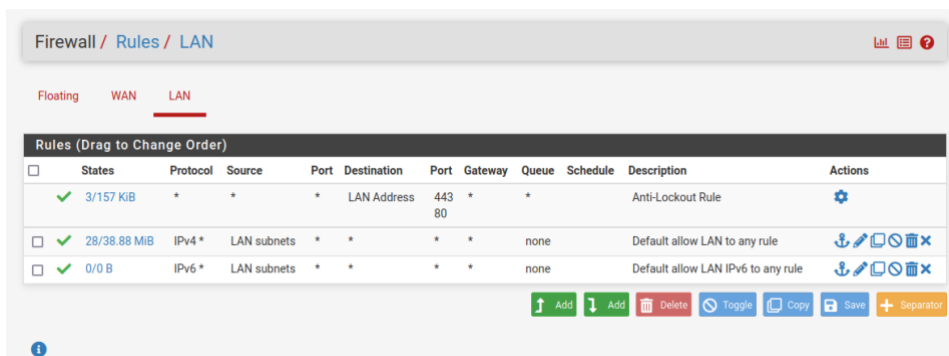 Firewall / Rules / LAN
Floating WAN LAN
Rules (Drag to Change Order)
States Protocol Source Port Destination Port Gateway Queue Schedule Description Actions
3/157 KiB * * * LAN Address 443 * * Anti-Lockout Rule
80
28/38.88 MiB IPv4 * LAN subnets * * * * none Default allow LAN to any rule
0/0 B IPv6 * LAN subnets * * * * none Default allow LAN IPv6 to any rule
Add Add Delete Toggle Copy Save Separator